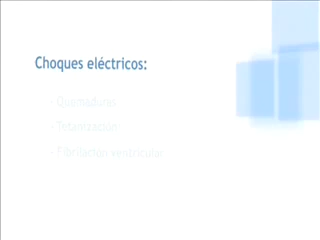 Choques eléctricos:
- Quemaduras
- Tetanización
- Fibrilación ventricular